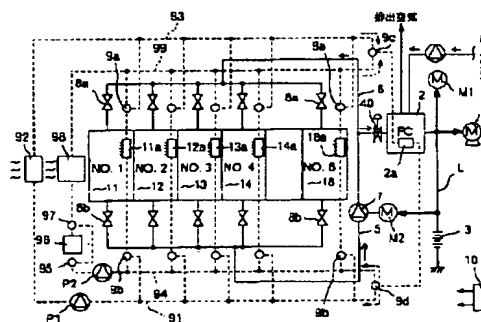 93
排出空気
9c
99
9a
9a
8a
8a
6
40
2
M1
FC
2a
M
92
98
11a
12a
13a
14a
18a
NO. 1
NO. 2
NO. 3
NO. 4
NO. 8
11
12
13
14
18
L
97
96
95
8b
8b
7
M2
5
3
P2
9b
94
9b
9d
10
P1
91